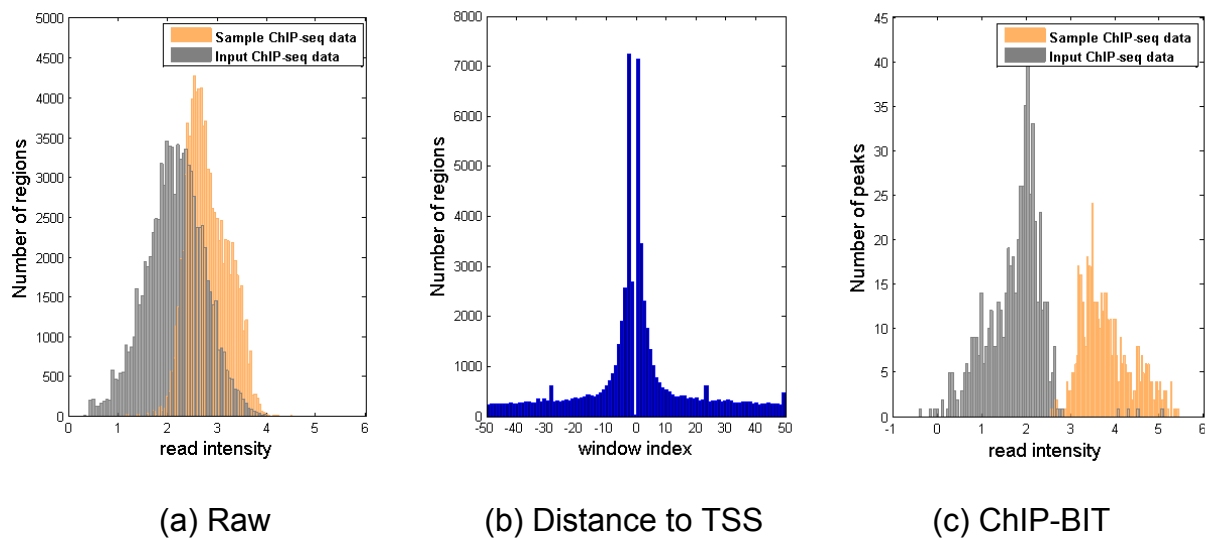 5000
4500
4000
3500
3000
2500
2000
1500
1000
500
0
Number of regions
Sample ChIP-seq data
Input ChIP-seq data
0 1 2 3 4 5 6
read intensity
(a) Raw
8000
7000
6000
5000
4000
3000
2000
1000
0
Number of regions
-50 -40 -30 -20 -10 0 10 20 30 40 50
window index
(b) Distance to TSS
45
40
35
30
25
20
15
10
5
0
Number of peaks
Sample ChIP-seq data
Input ChIP-seq data
-1 0 1 2 3 4 5 6
read intensity
(c) ChIP-BIT